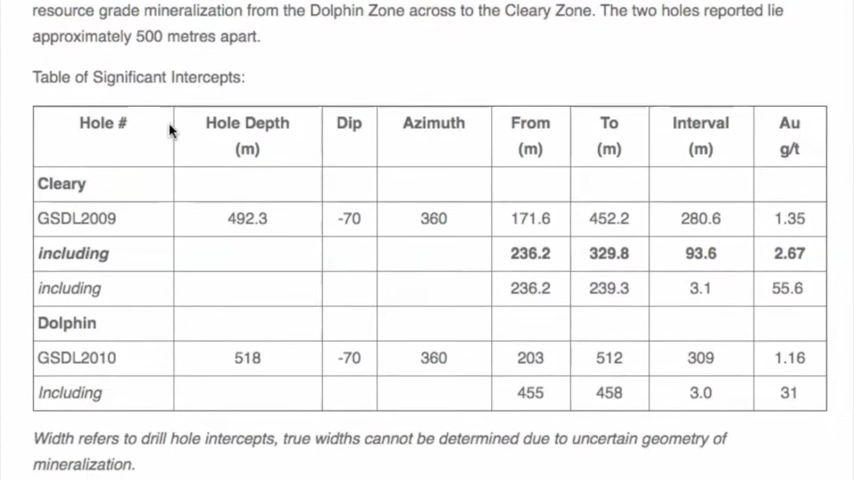 resource grade mineralization from the Dolphin Zone across to the Cleary Zone. The two holes reported lie
approximately 500 metres apart.
Table of Significant Intercepts:
Hole # Hole Depth (m) Dip Azimuth From (m) To (m) Interval (m) Au g/t
Cleary
GSDL2009 492.3 -70 360 171.6 452.2 280.6 1.35
including 236.2 329.8 93.6 2.67
including 236.2 239.3 3.1 55.6
Dolphin
GSDL2010 518 -70 360 203 512 309 1.16
Including 455 458 3.0 31
Width refers to drill hole intercepts, true widths cannot be determined due to uncertain geometry of
mineralization.